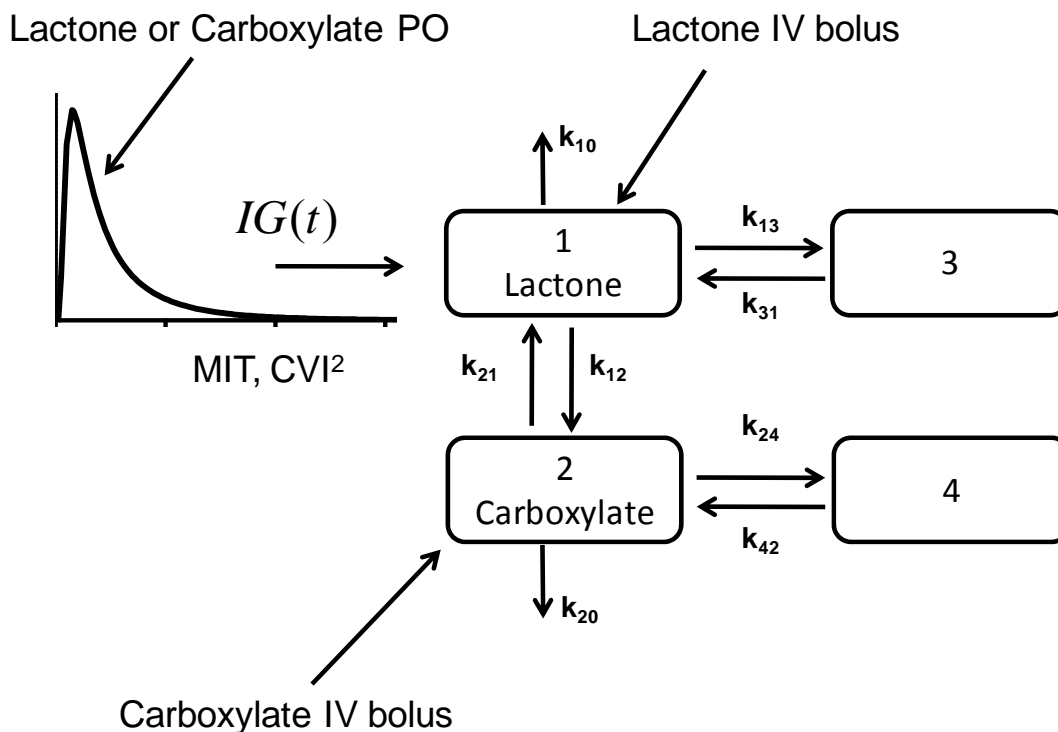 Lactone or Carboxylate PO
Lactone IV bolus
k10
IG(t)
k13
1
Lactone
3
k31
MIT, CVI2
k21
k12
k24
2
Carboxylate
4
k42
k20
Carboxylate IV bolus